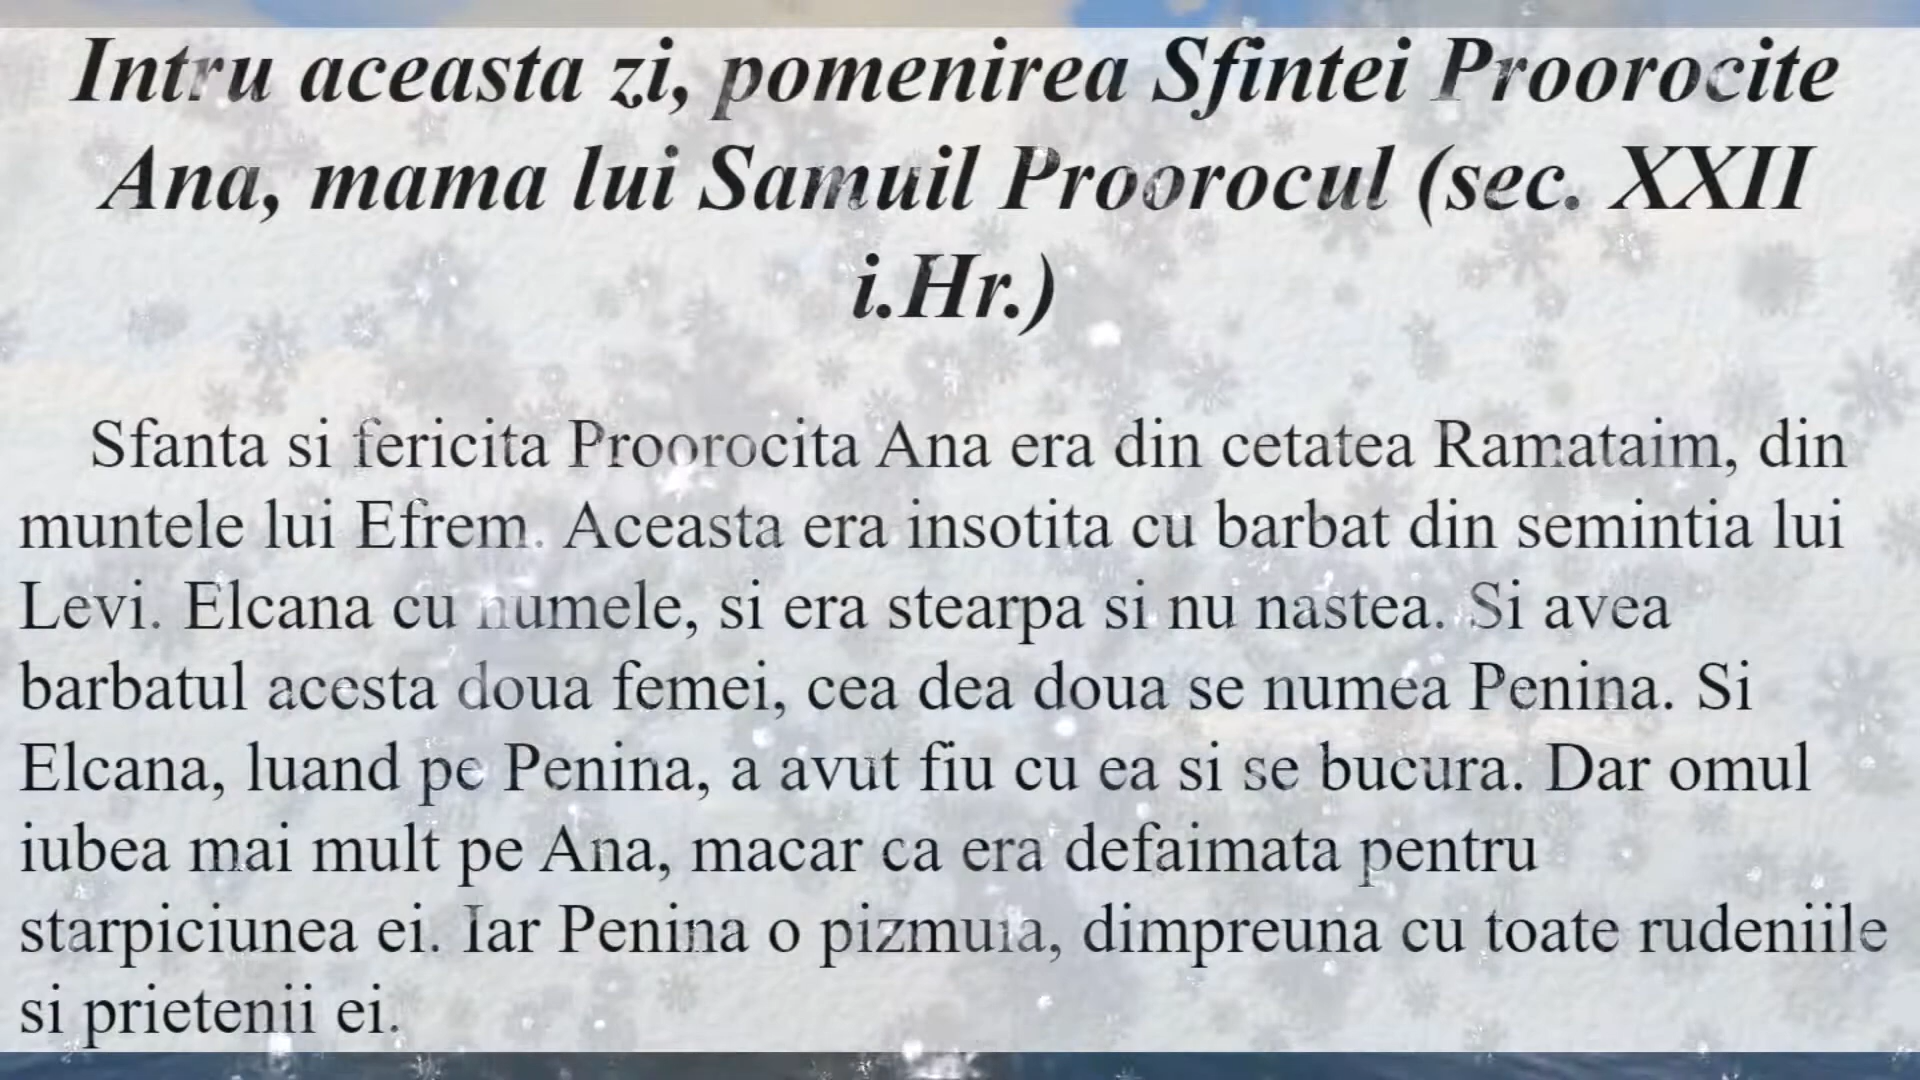 Intru aceasta zi, pomenirea Sfintei Proorocite
Ana, mama lui Samuil Proorocul (sec. XXII
i.Hr.)
Sfanta si fericita Proorocita Ana era din cetatea Ramataim, din
muntele lui Efrem. Aceasta era insotita cu barbat din semintia lui
Levi. Elcana cu numele, si era stearpa si nu nastea. Si avea
barbatul acesta doua femei, cea dea doua se numea Penina. Si
Elcana, luand pe Penina, a avut fiu cu ea si se bucura. Dar omul
iubea mai mult pe Ana, macar ca era defaimata pentru
starpiciunea ei. Iar Penina o pizmuia, dimpreuna cu toate rudeniile
si prietenii ei.